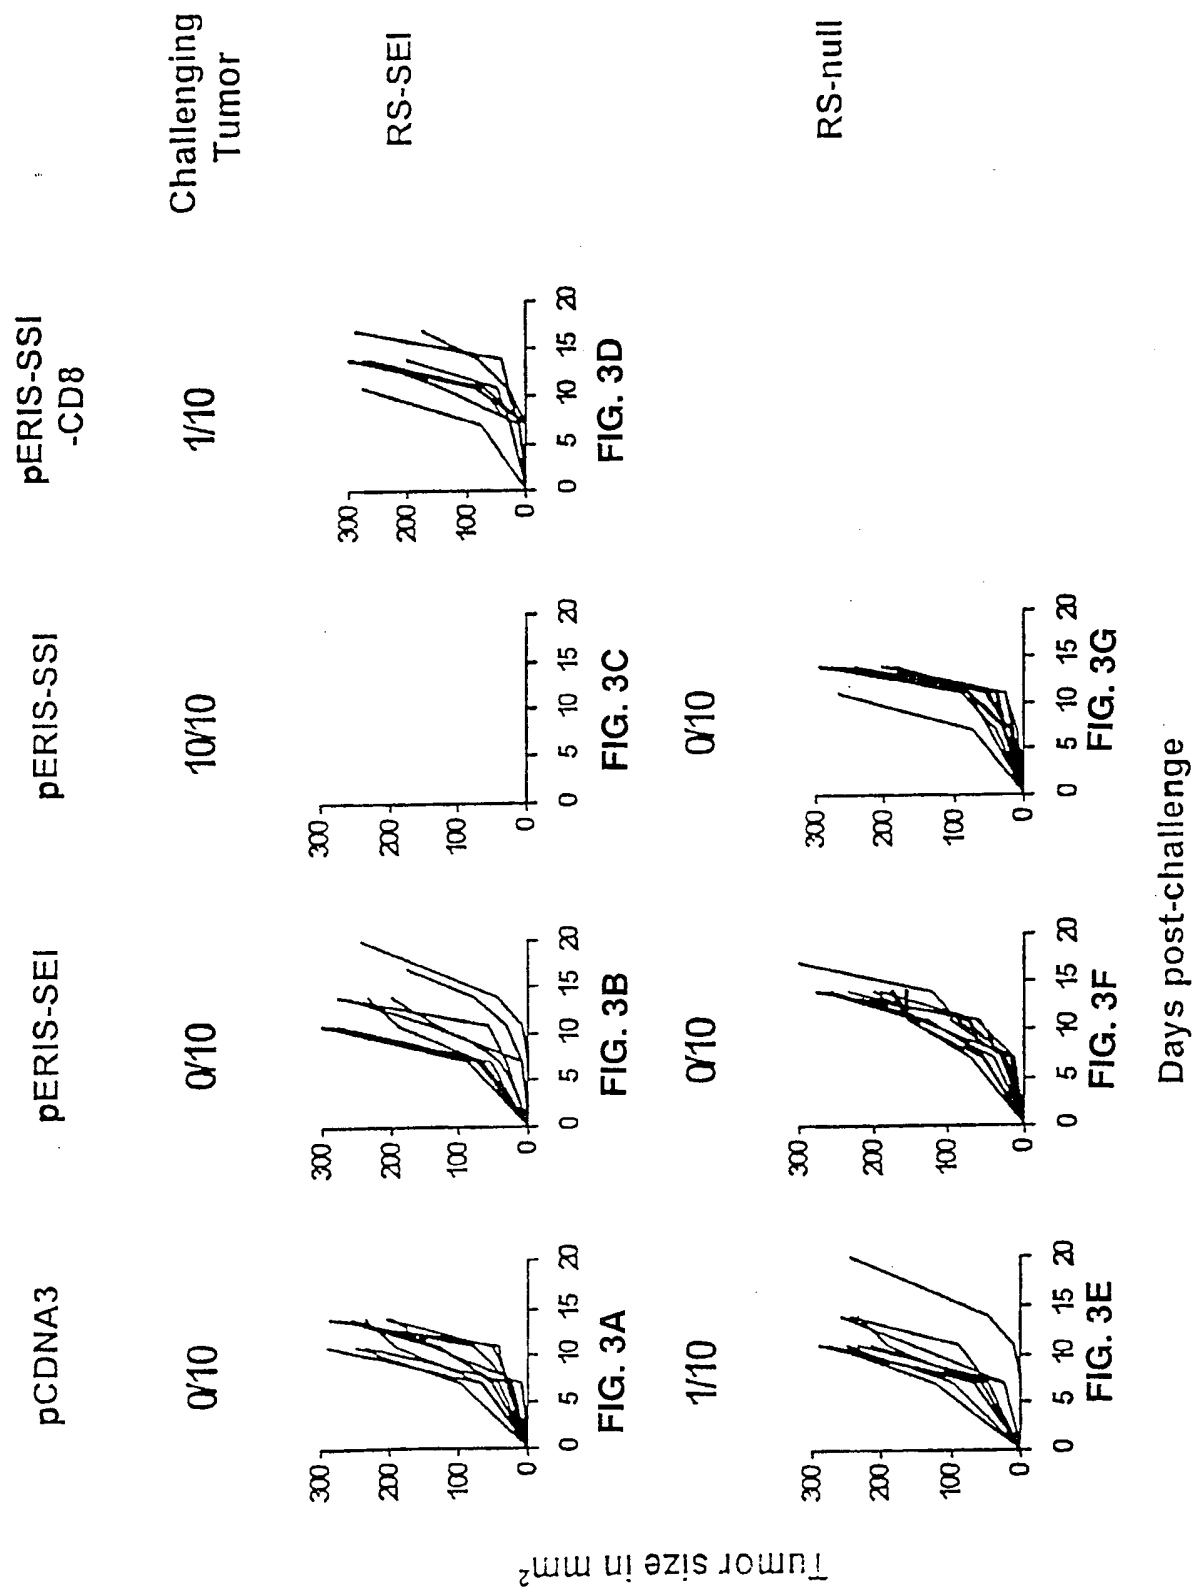 pCDNA3
pERIS-SEI
pERIS-SSI
pERIS-SSI
-CD8
Challenging
Tumor
0/10
0/10
10/10
1/10
RS-SEI
300
200
100
0
0 5 10 15 20
FIG. 3A
300
200
100
0
0 5 10 15 20
FIG. 3B
300
200
100
0
0 5 10 15 20
FIG. 3C
300
200
100
0
0 5 10 15 20
FIG. 3D
1/10
0/10
0/10
RS-null
300
200
100
0
0 5 10 15 20
FIG. 3E
300
200
100
0
0 5 10 15 20
FIG. 3F
300
200
100
0
0 5 10 15 20
FIG. 3G
Tumor size in mm²
Days post-challenge